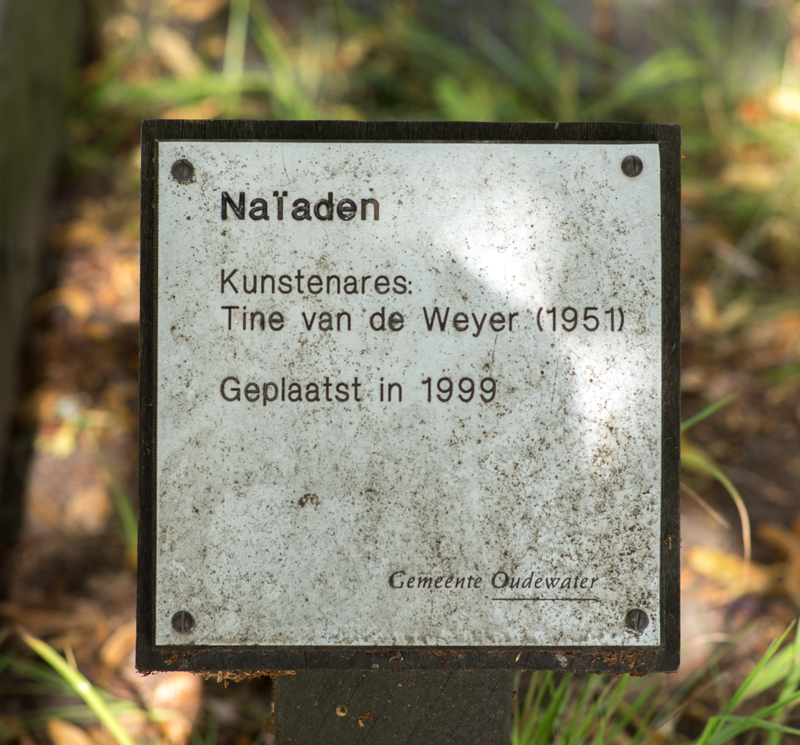 Naïaden
Kunstenares:
Tine van de Weyer (1951)
Geplaatst in 1999
Gemeente Oudewater